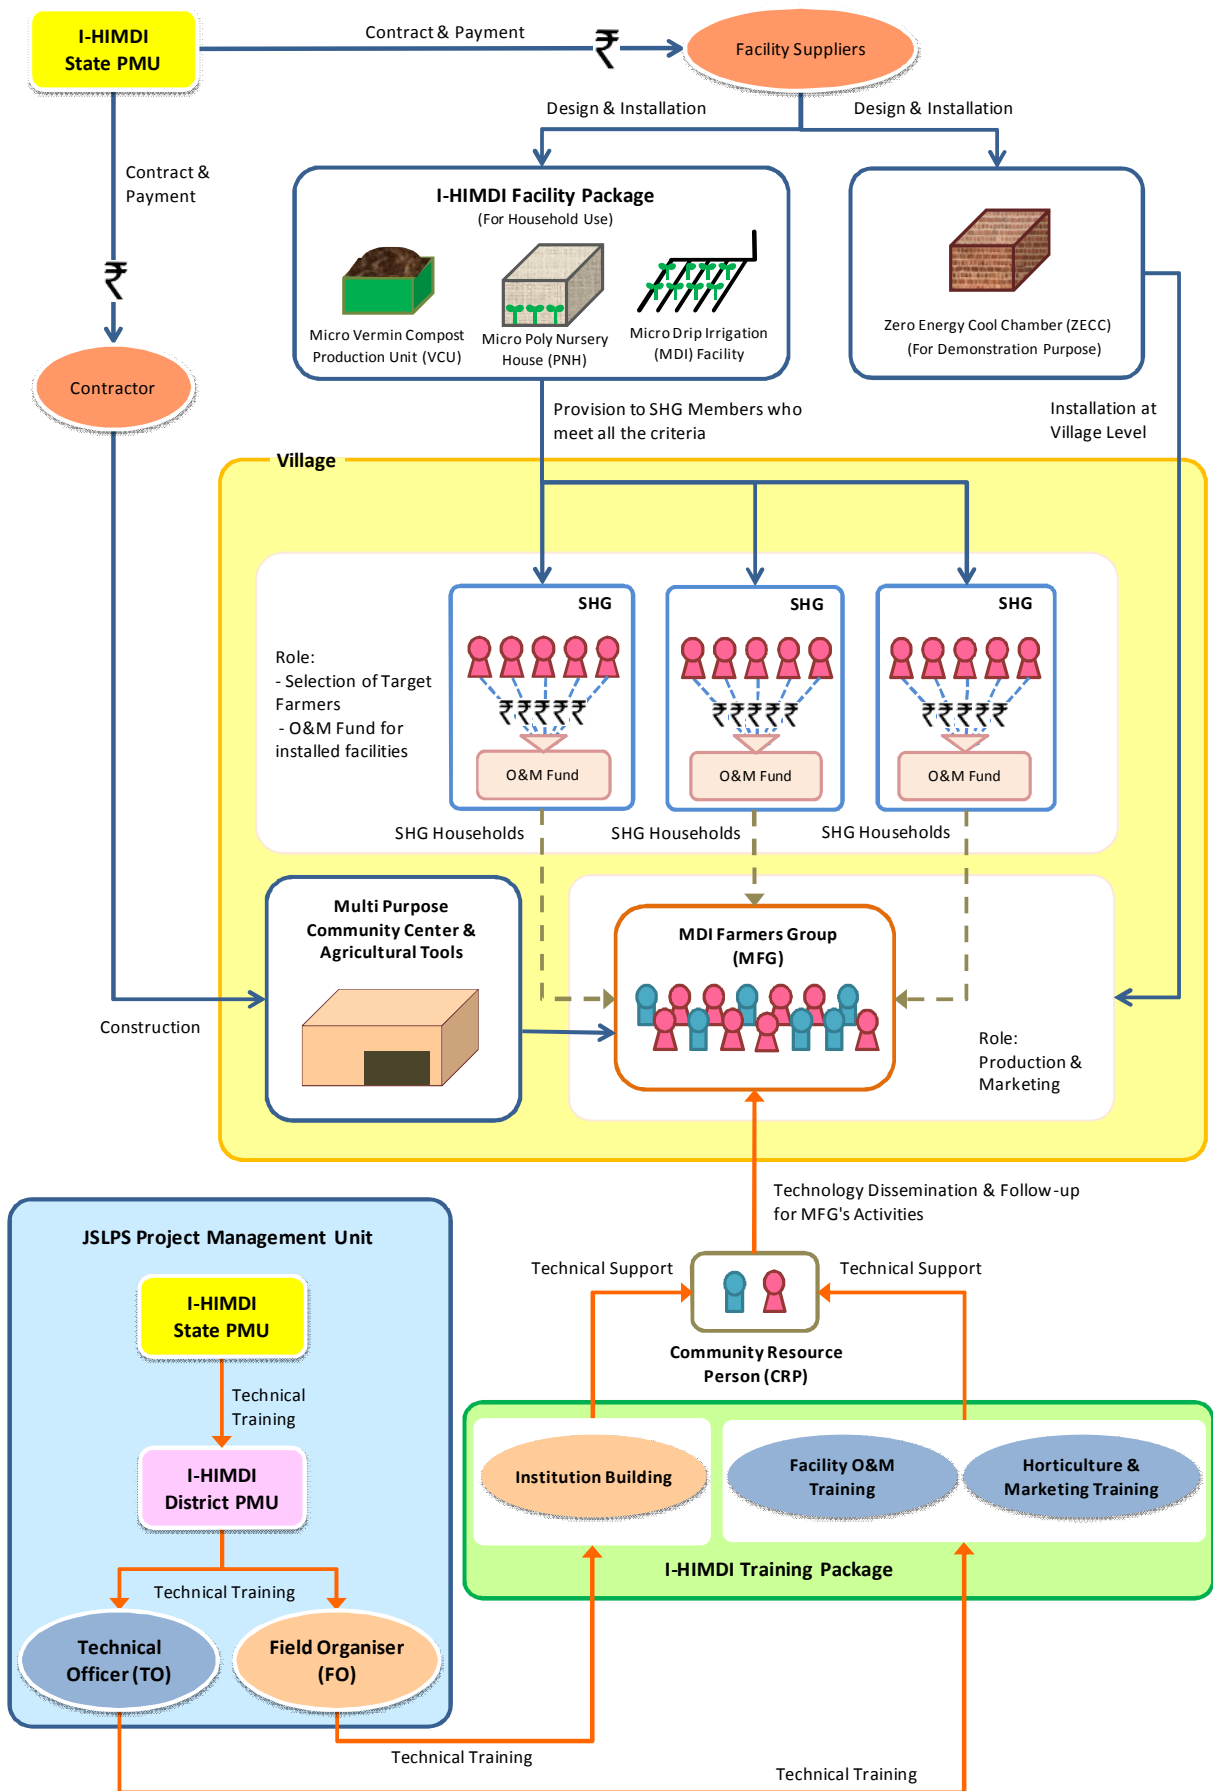 I-HIMDI
State PMU
Contract & Payment
₹
Facility Suppliers
Design & Installation
Design & Installation
Contract &
Payment
₹
Contractor
I-HIMDI Facility Package
(For Household Use)
Micro Vermin Compost
Production Unit (VCU)
Micro Poly Nursery
House (PNH)
Micro Drip Irrigation
(MDI) Facility
Zero Energy Cool Chamber (ZECC)
(For Demonstration Purpose)
Provision to SHG Members who
meet all the criteria
Installation at
Village Level
Village
Role:
- Selection of Target
Farmers
- O&M Fund for
installed facilities
SHG
₹₹₹₹₹
O&M Fund
SHG
₹₹₹₹₹
O&M Fund
SHG
₹₹₹₹₹
O&M Fund
SHG Households
SHG Households
SHG Households
Multi Purpose
Community Center &
Agricultural Tools
MDI Farmers Group
(MFG)
Construction
Role:
Production &
Marketing
Technology Dissemination & Follow-up
for MFG's Activities
JSLPS Project Management Unit
I-HIMDI
State PMU
Technical
Training
I-HIMDI
District PMU
Technical Training
Technical
Officer (TO)
Field Organiser
(FO)
Technical Support
Technical Support
Community Resource
Person (CRP)
Institution Building
Facility O&M
Training
Horticulture &
Marketing Training
I-HIMDI Training Package
Technical Training
Technical Training